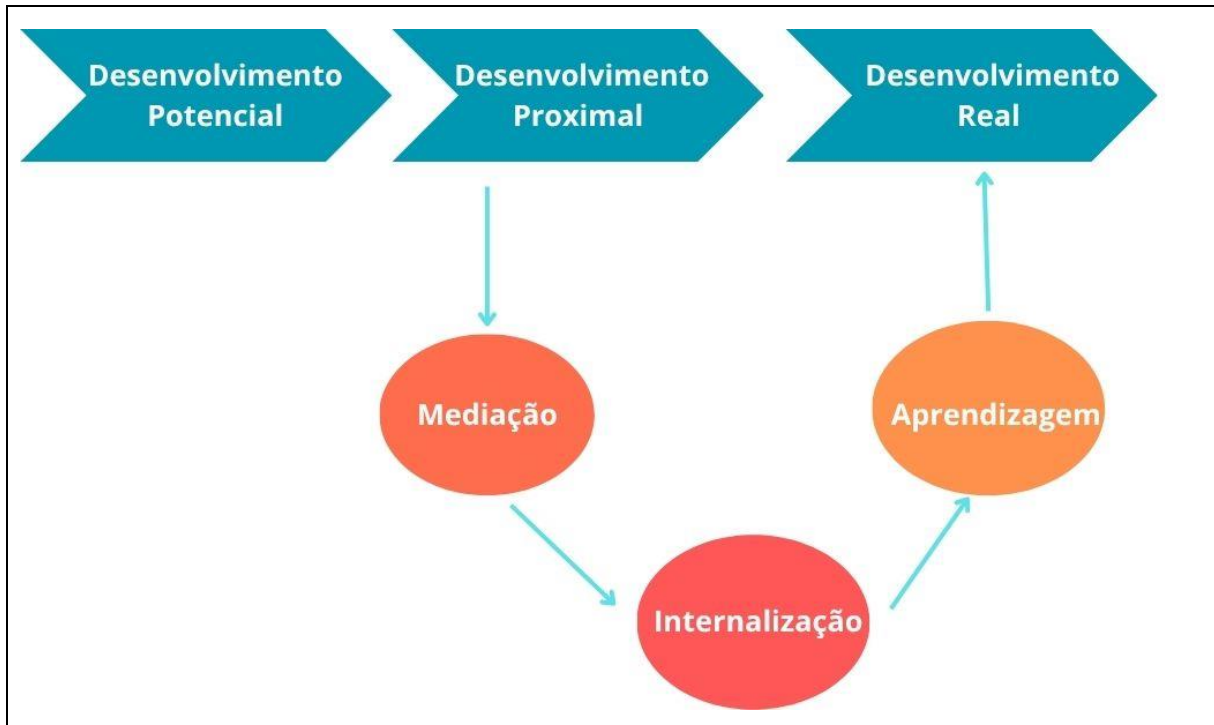 Desenvolvimento
Potencial
Desenvolvimento
Proximal
Desenvolvimento
Real
Mediação
Aprendizagem
Internalização